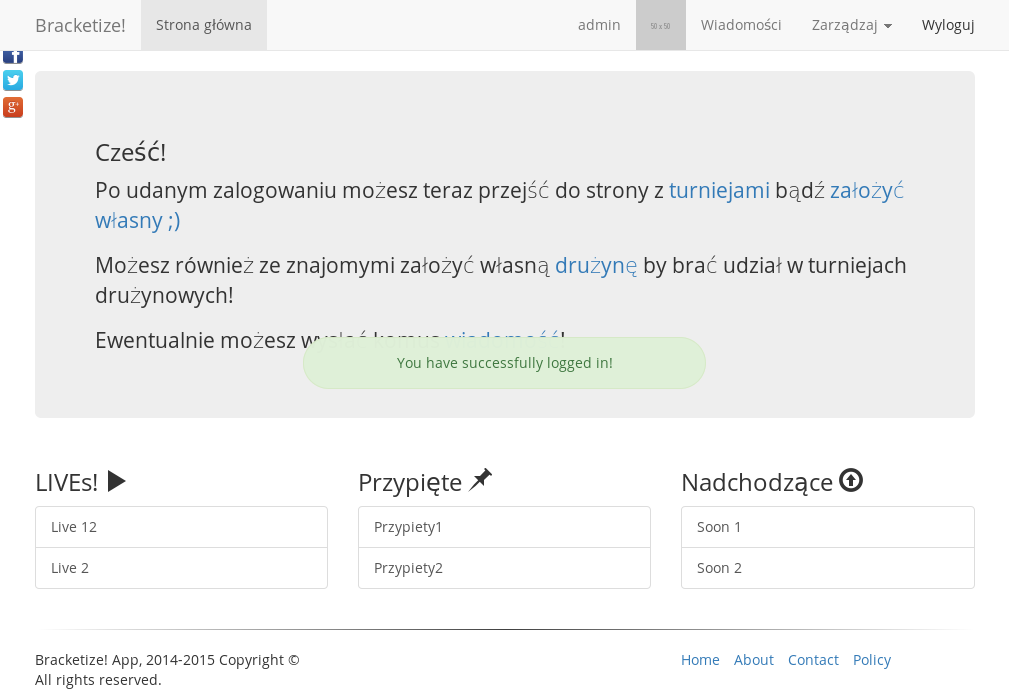 Bracketize! Strona główna admin 50 x 50 Wiadomości Zarządzaj Wyloguj
Cześć!
Po udanym zalogowaniu możesz teraz przejść do strony z turniejami bądź założyć
własny ;)
Możesz również ze znajomymi założyć własną drużynę by brać udział w turniejach
drużynowych!
Ewentualnie możesz wysłać komuś wiadomość!
You have successfully logged in!
LIVEs! Przypięte Nadchodzące
Live 12 Przypiety1 Soon 1
Live 2 Przypiety2 Soon 2
Bracketize! App, 2014-2015 Copyright © Home About Contact Policy
All rights reserved.